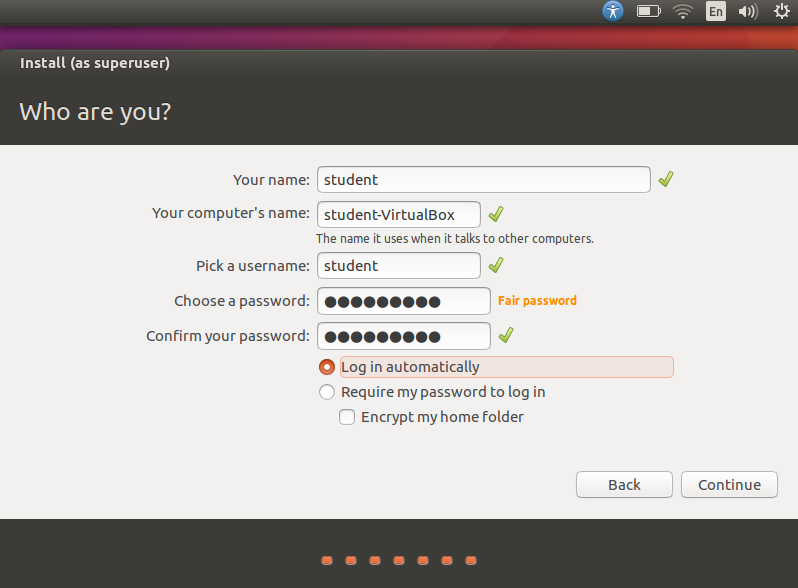 En
Install (as superuser)
Who are you?
Your name: student
Your computer's name: student-VirtualBox
The name it uses when it talks to other computers.
Pick a username: student
Choose a password: ●●●●●●●●● Fair password
Confirm your password: ●●●●●●●●●
Log in automatically
Require my password to log in
Encrypt my home folder
Back Continue